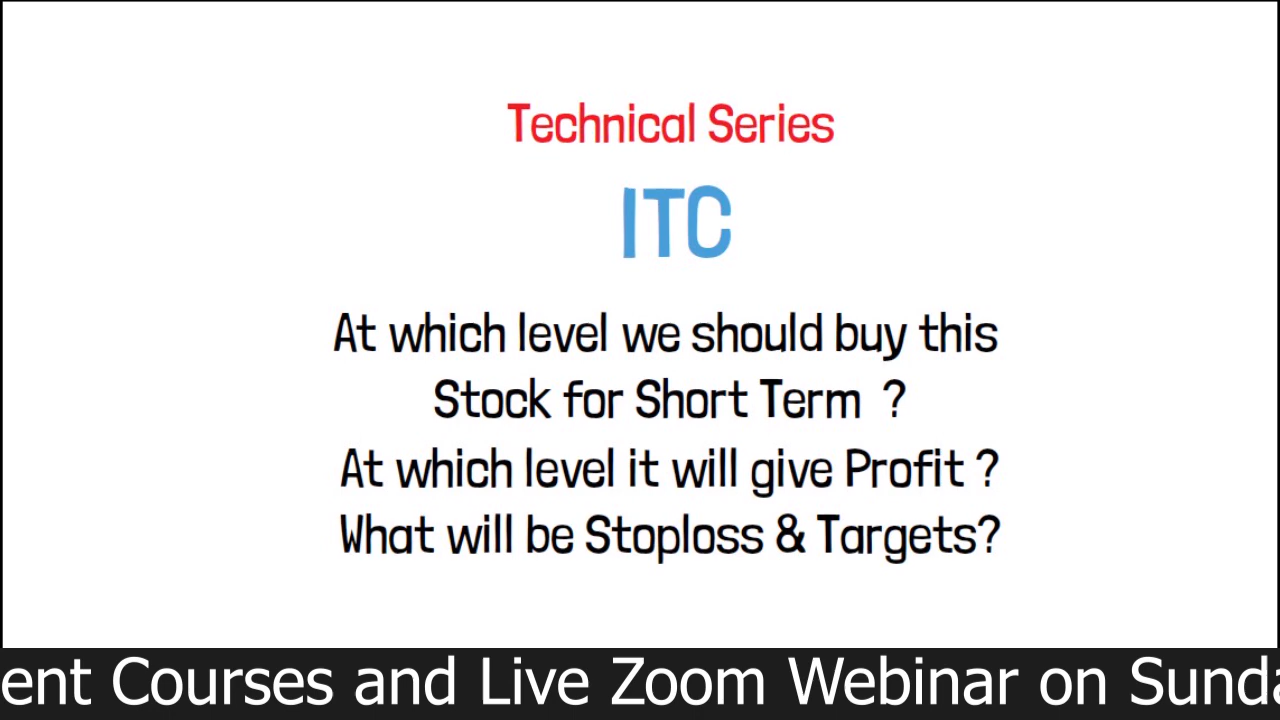 Technical Series
ITC
At which level we should buy this
Stock for Short Term ?
At which level it will give Profit ?
What will be Stoploss & Targets?
ent Courses and Live Zoom Webinar on Sunda